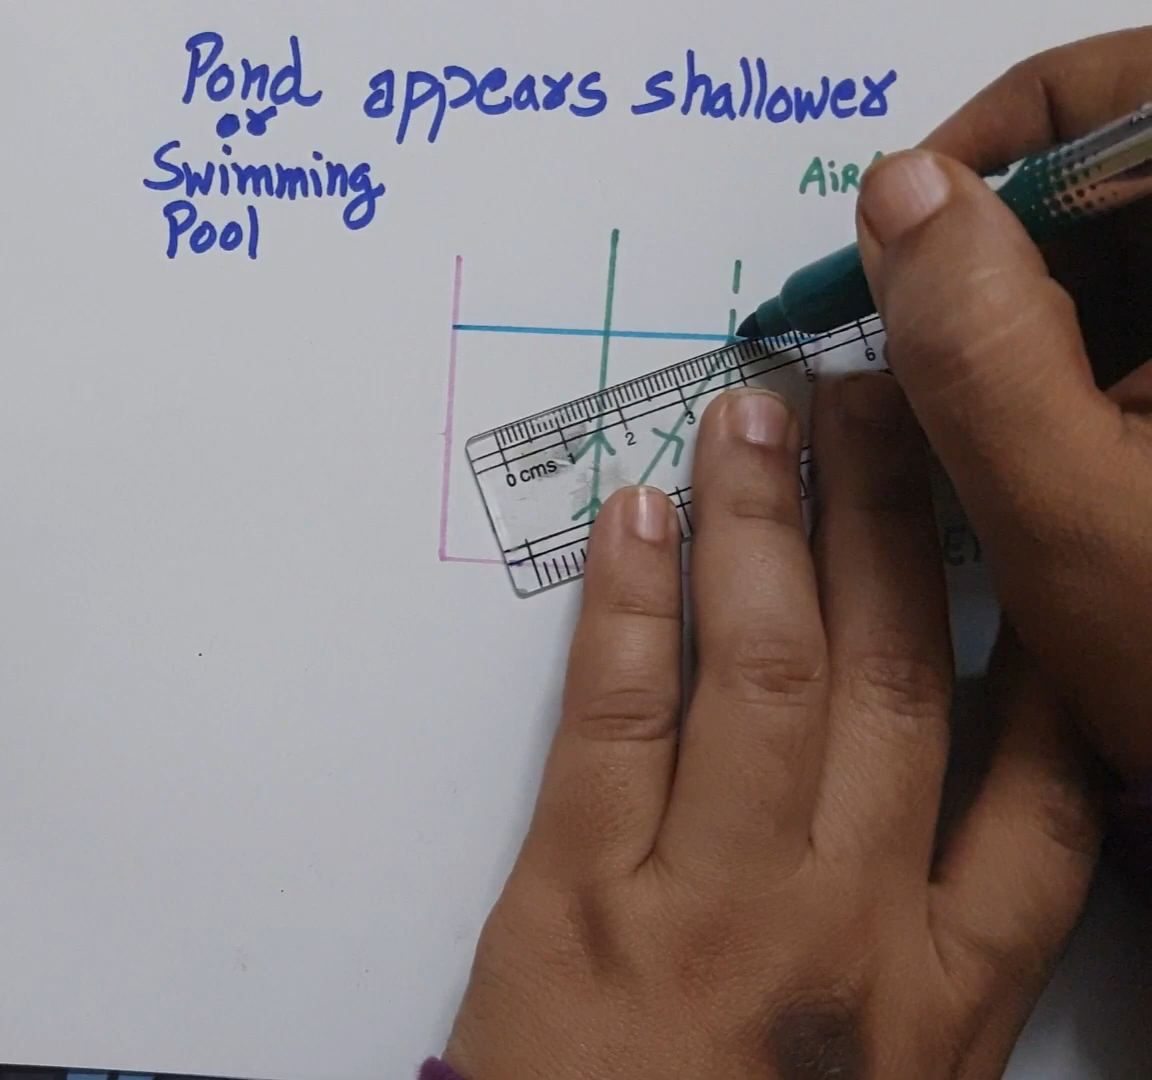 Pond appears shallower
or
Swimming
Pool
Air
0 cms 1 2 3 5 6